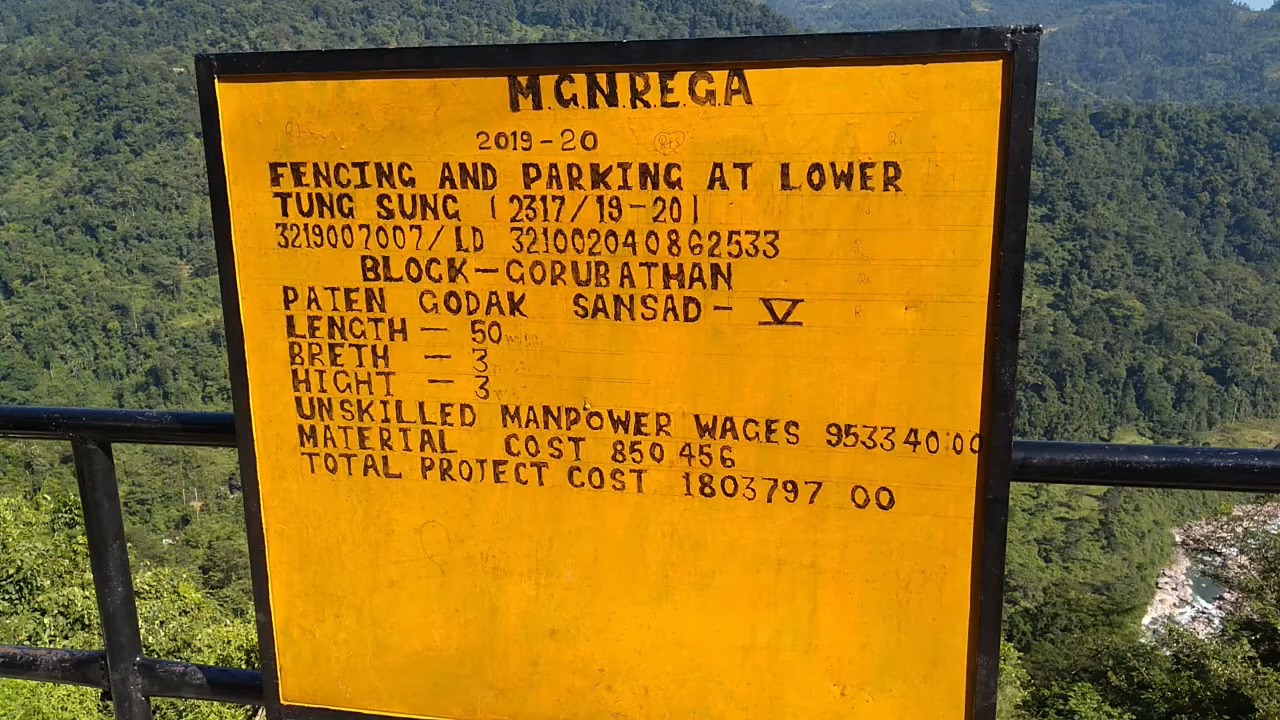 M.G.N.R.E.G.A
2019-20
FENCING AND PARKING AT LOWER
TUNG SUNG (2317/19-20)
3219007007/LD 321002040862533
BLOCK-GORUBATHAN
PATEN GODAK SANSAD-V
LENGTH - 50
BRETH - 3
HIGHT - 3
UNSKILLED MANPOWER WAGES 953340:00
MATERIAL COST 850 456
TOTAL PROJECT COST 1803797 00